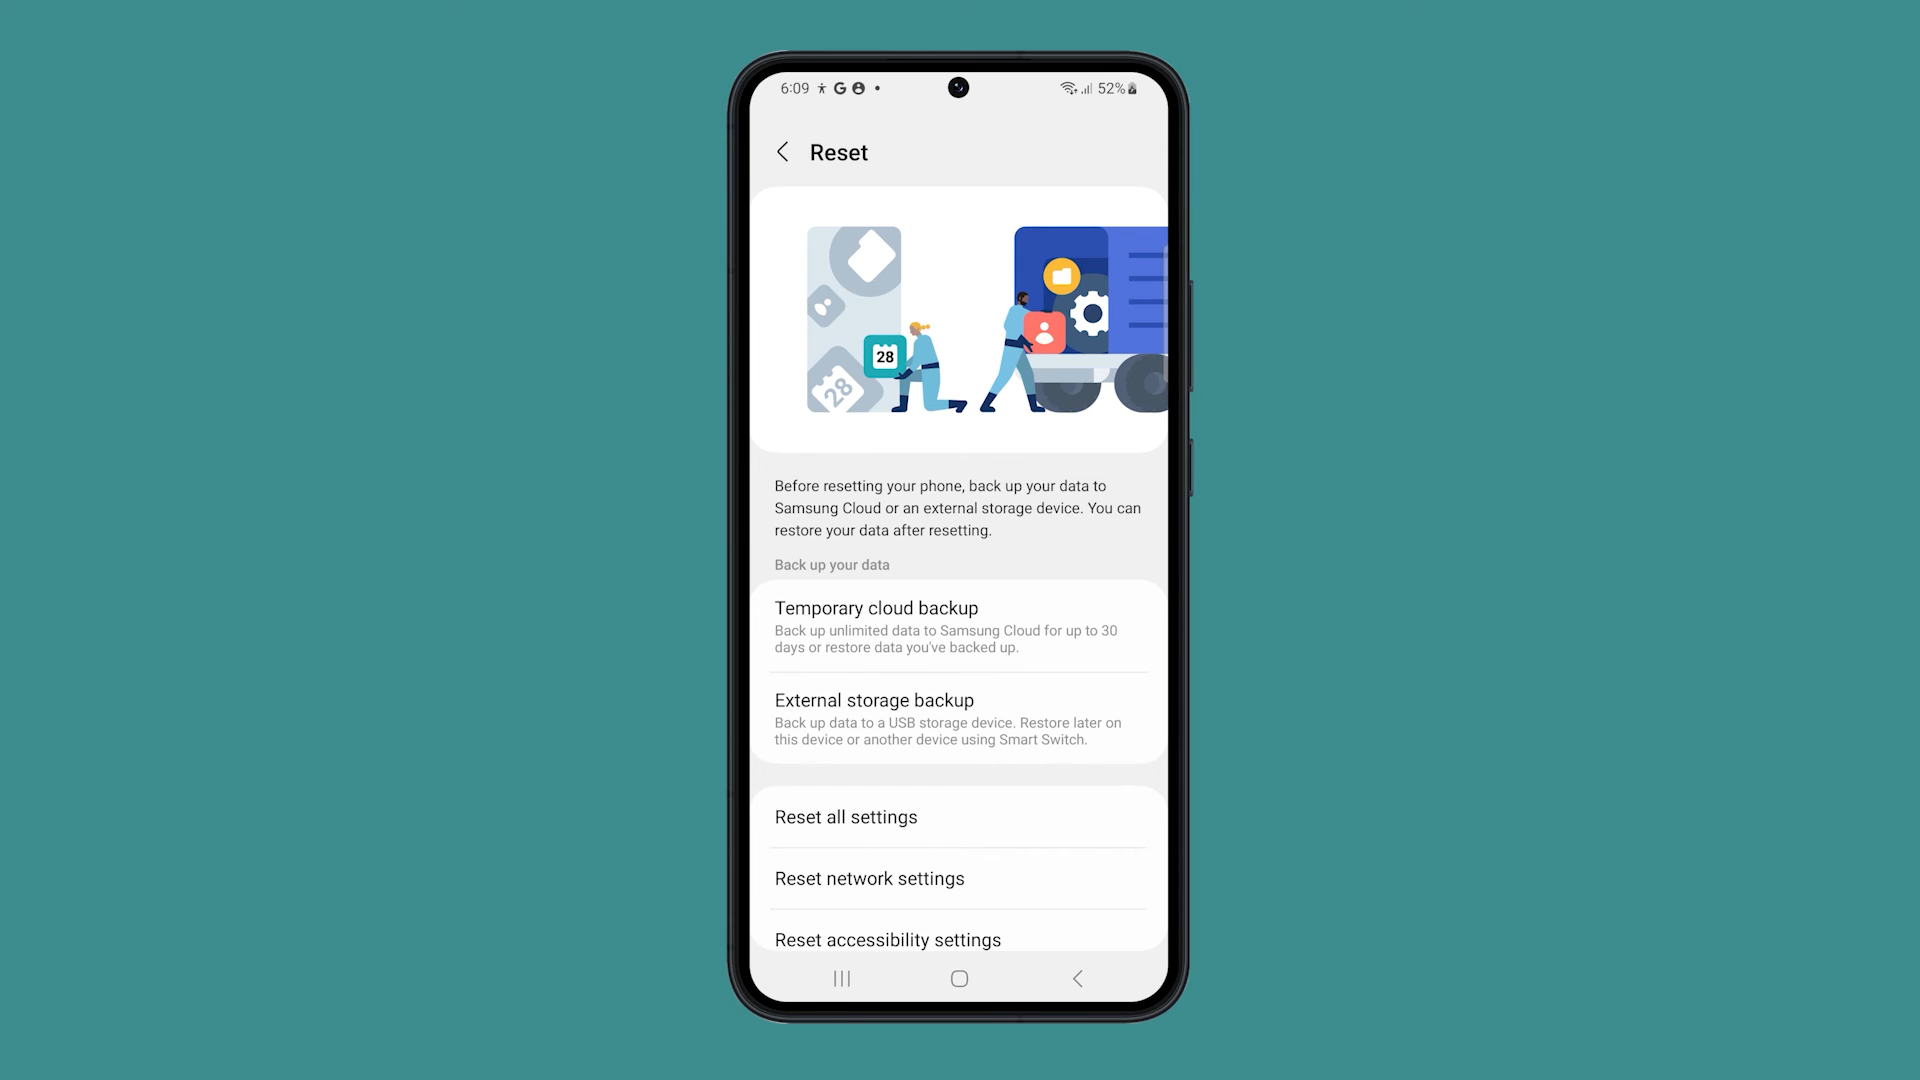 6:09
52%
Reset
28
28
Before resetting your phone, back up your data to
Samsung Cloud or an external storage device. You can
restore your data after resetting.
Back up your data
Temporary cloud backup
Back up unlimited data to Samsung Cloud for up to 30
days or restore data you've backed up.
External storage backup
Back up data to a USB storage device. Restore later on
this device or another device using Smart Switch.
Reset all settings
Reset network settings
Reset accessibility settings